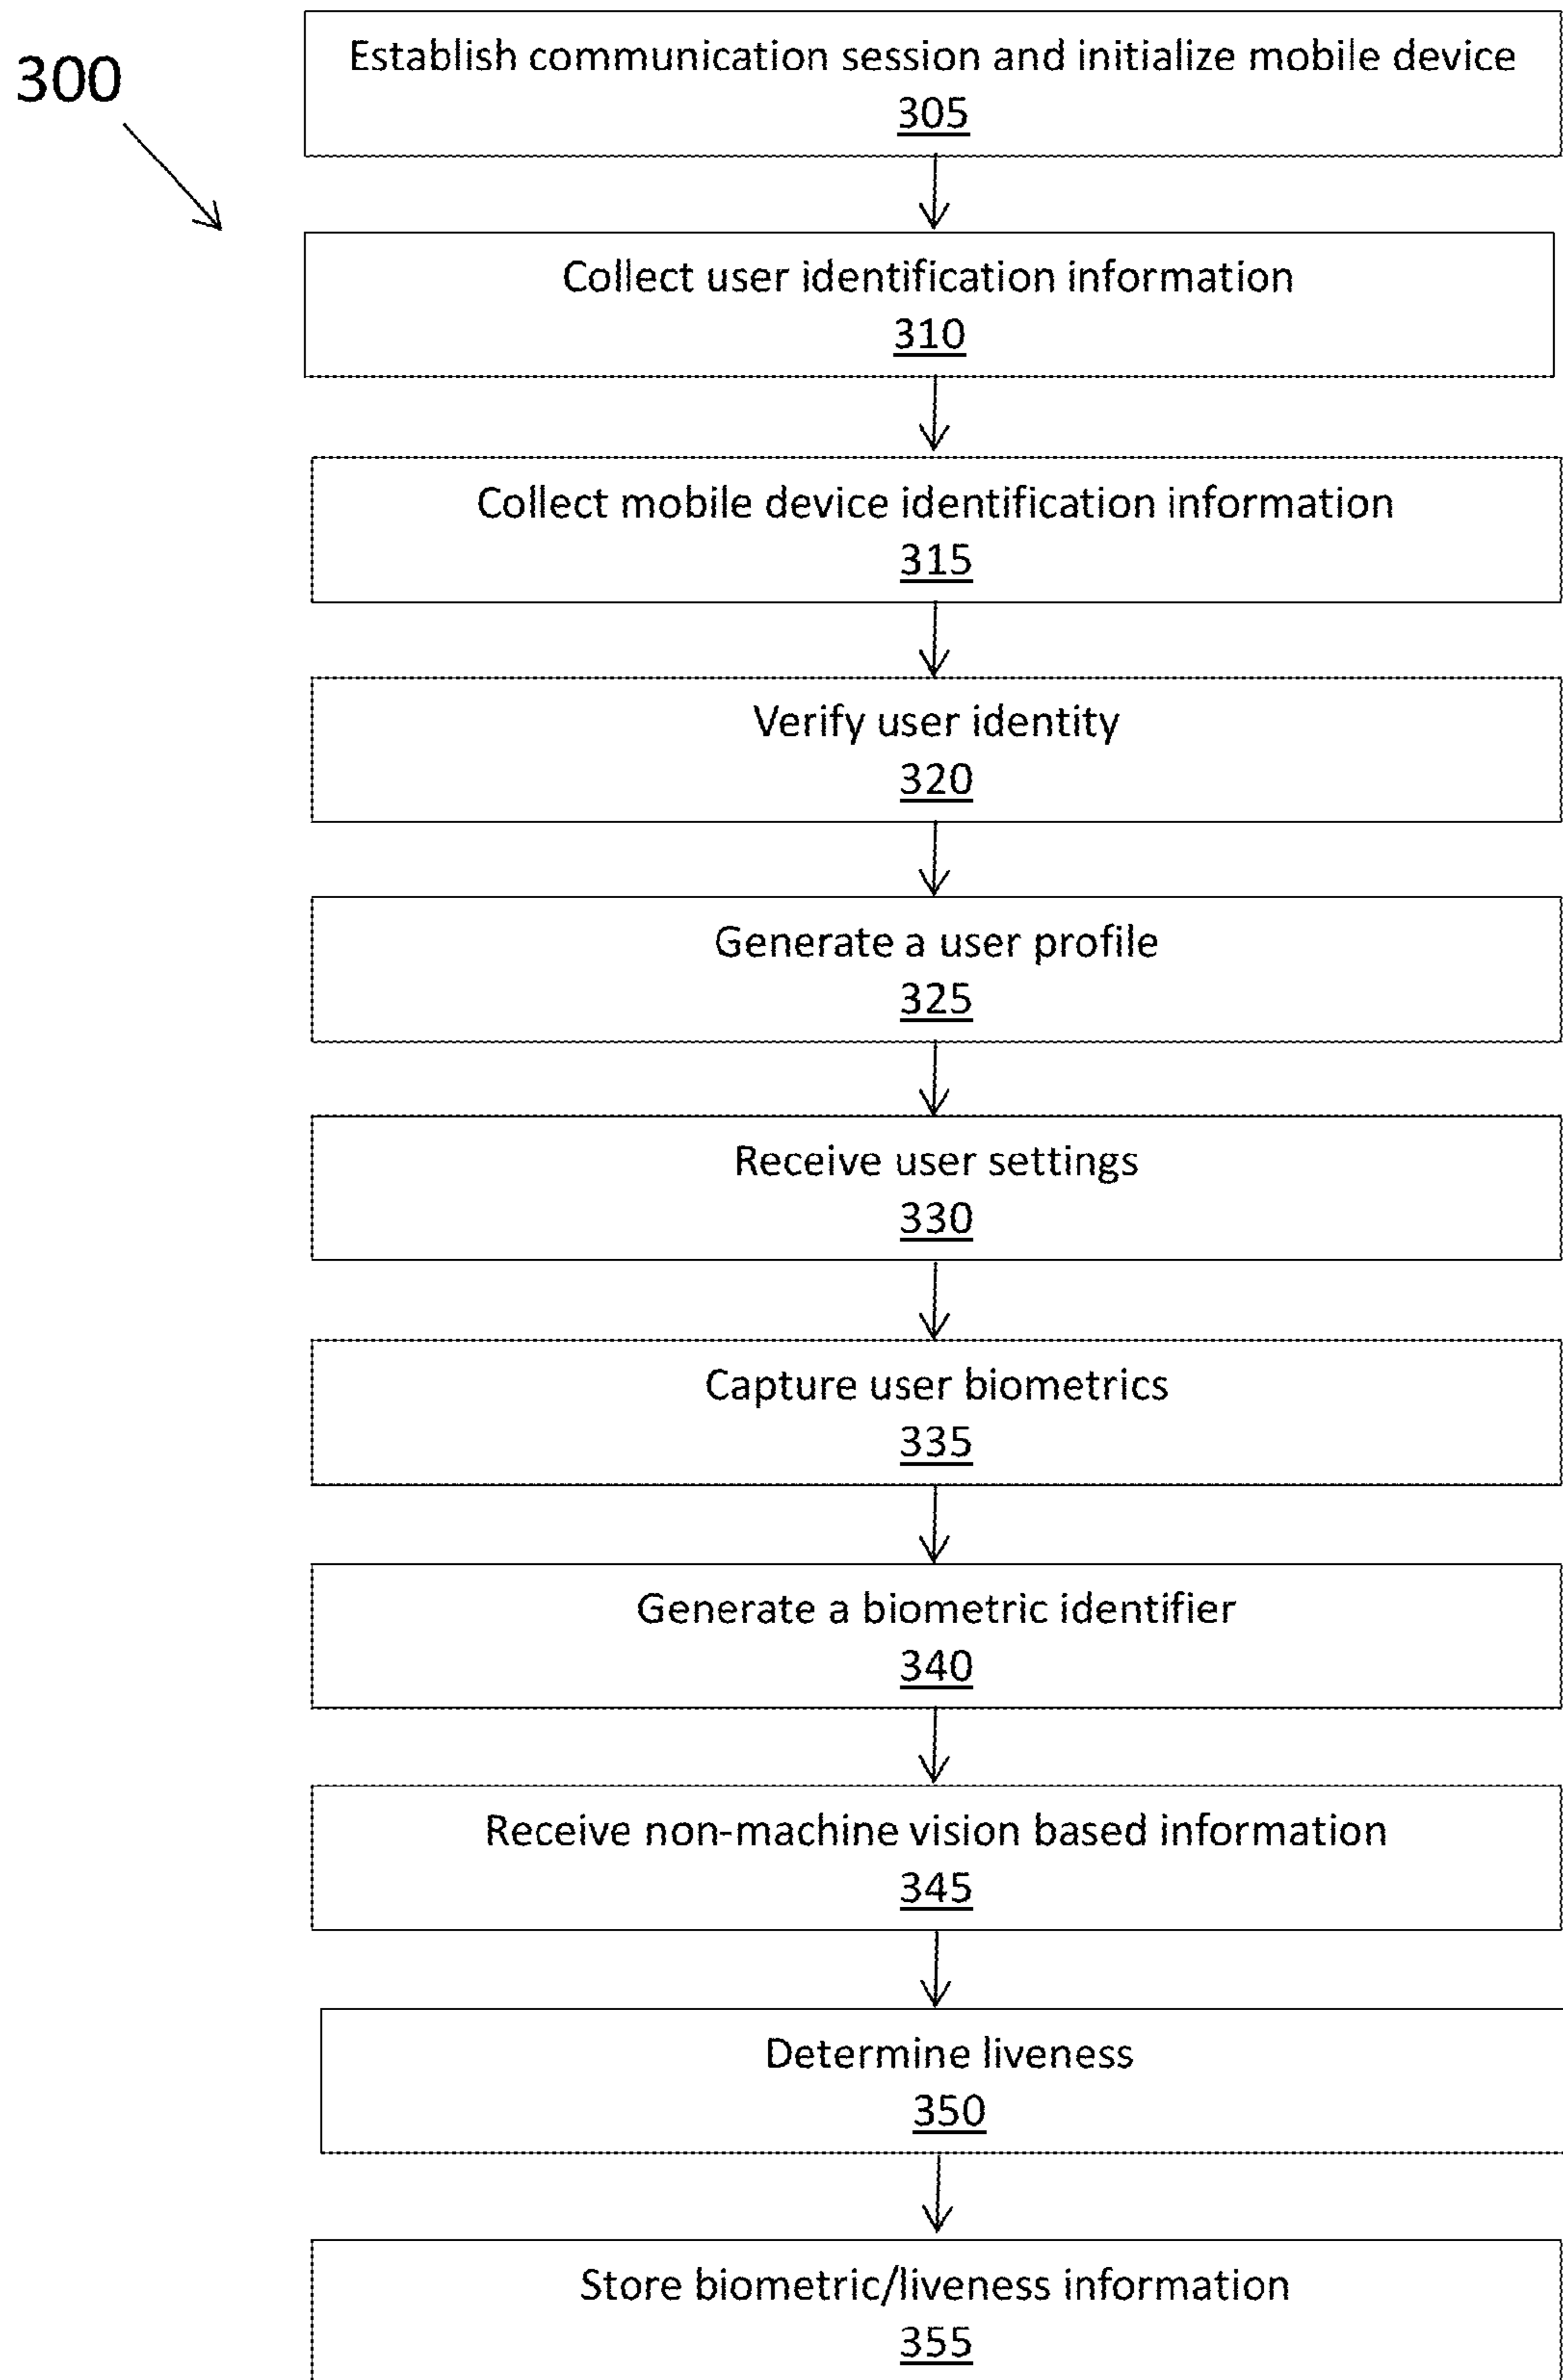 300
Establish communication session and initialize mobile device
305
Collect user identification information
310
Collect mobile device identification information
315
Verify user identity
320
Generate a user profile
325
Receive user settings
330
Capture user biometrics
335
Generate a biometric identifier
340
Receive non-machine vision based information
345
Determine liveness
350
Store biometric/liveness information
355